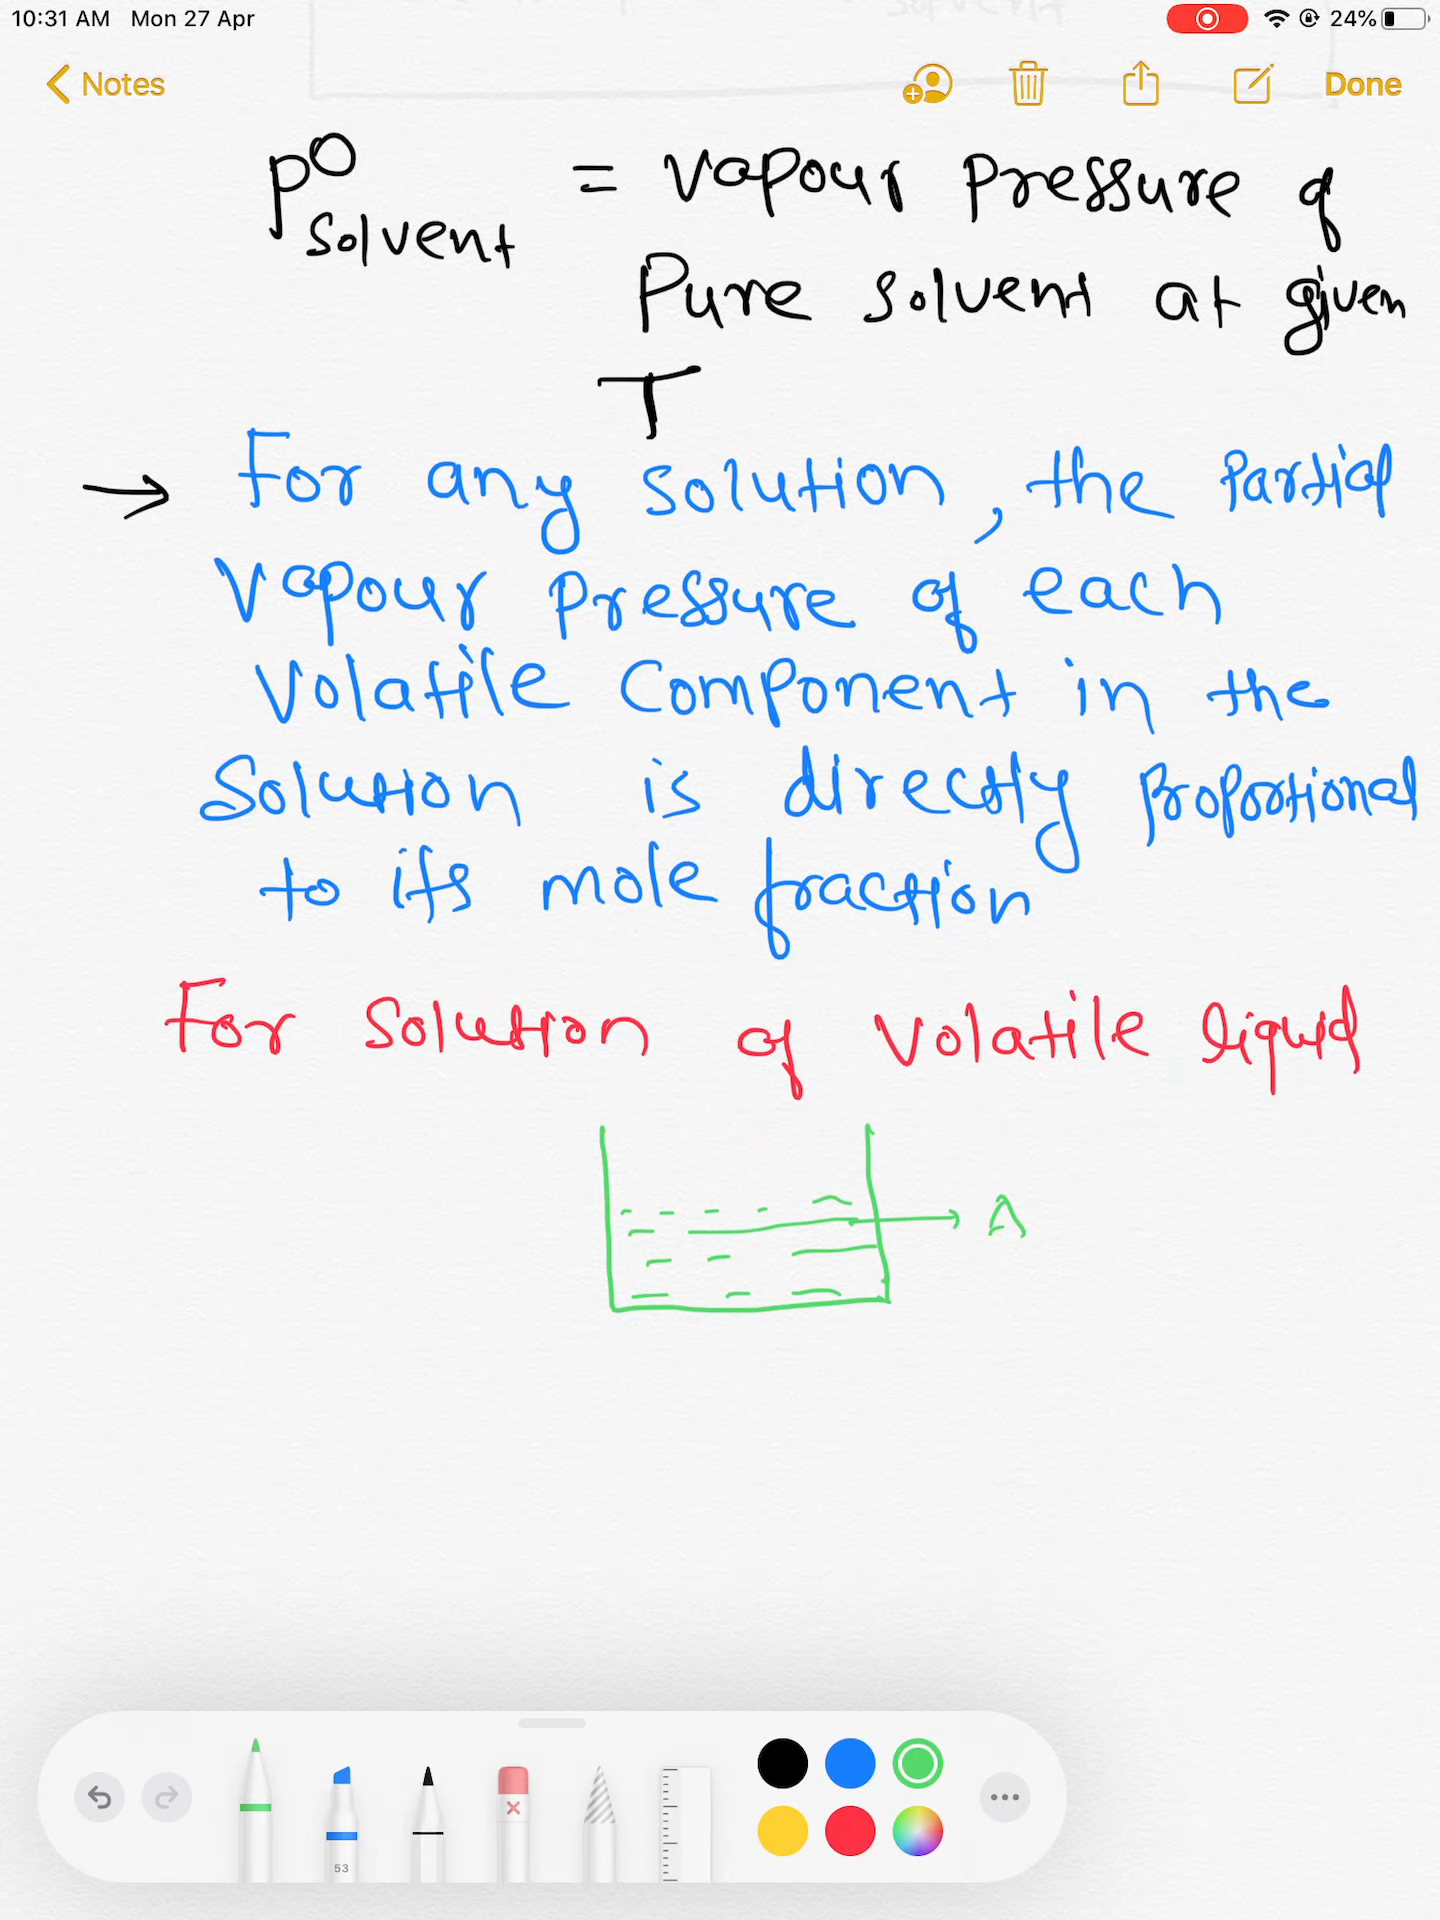 10:31 AM Mon 27 Apr 24%
Notes Done
P° solvent = vapour pressure of
Pure solvent at given
T
→ For any solution, the Partial
vapour pressure of each
volatile component in the
solution is directly proportional
to its mole fraction
For solution of volatile liquid
A
53